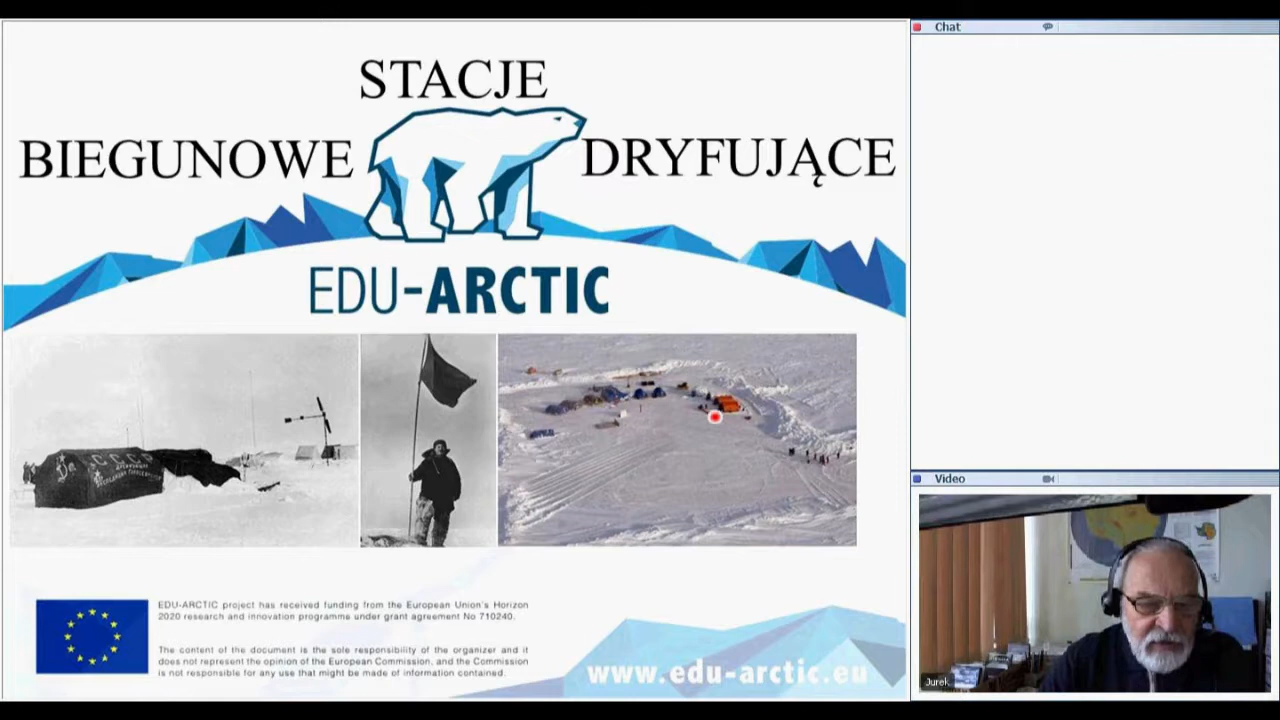 STACJE
BIEGUNOWE DRYFUJĄCE
EDU-ARCTIC
СССР
EDU-ARCTIC project has received funding from the European Union's Horizon
2020 research and innovation programme under grant agreement No 710240.
The content of the document is the sole responsibility of the organizer and it
does not represent the opinion of the European Commission, and the Commission
is not responsible for any use that might be made of information contained.
www.edu-arctic.eu
Chat
Video
Jurek